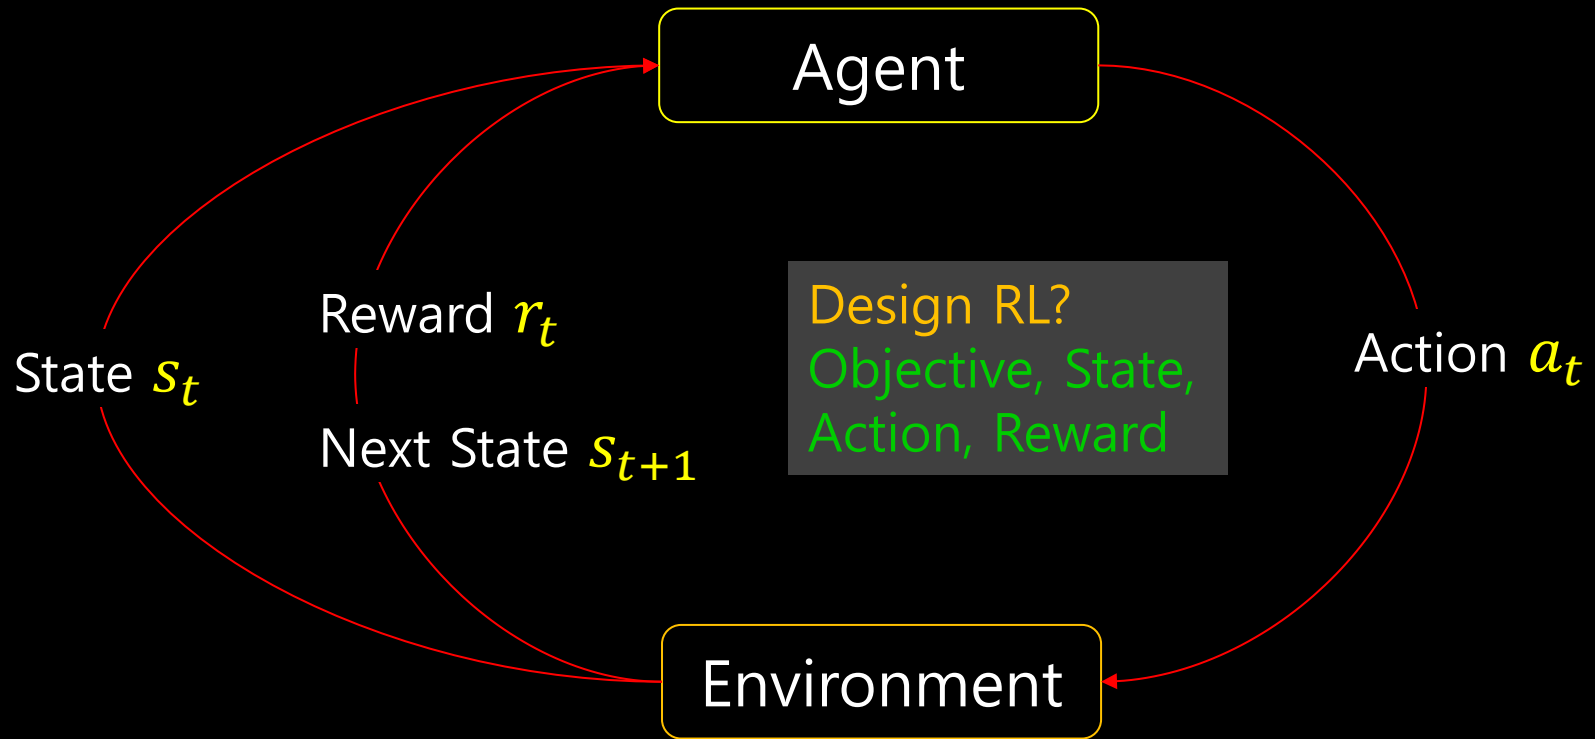 Agent
Reward r_t
State s_t
Next State s_{t+1}
Design RL?
Objective, State,
Action, Reward
Action a_t
Environment